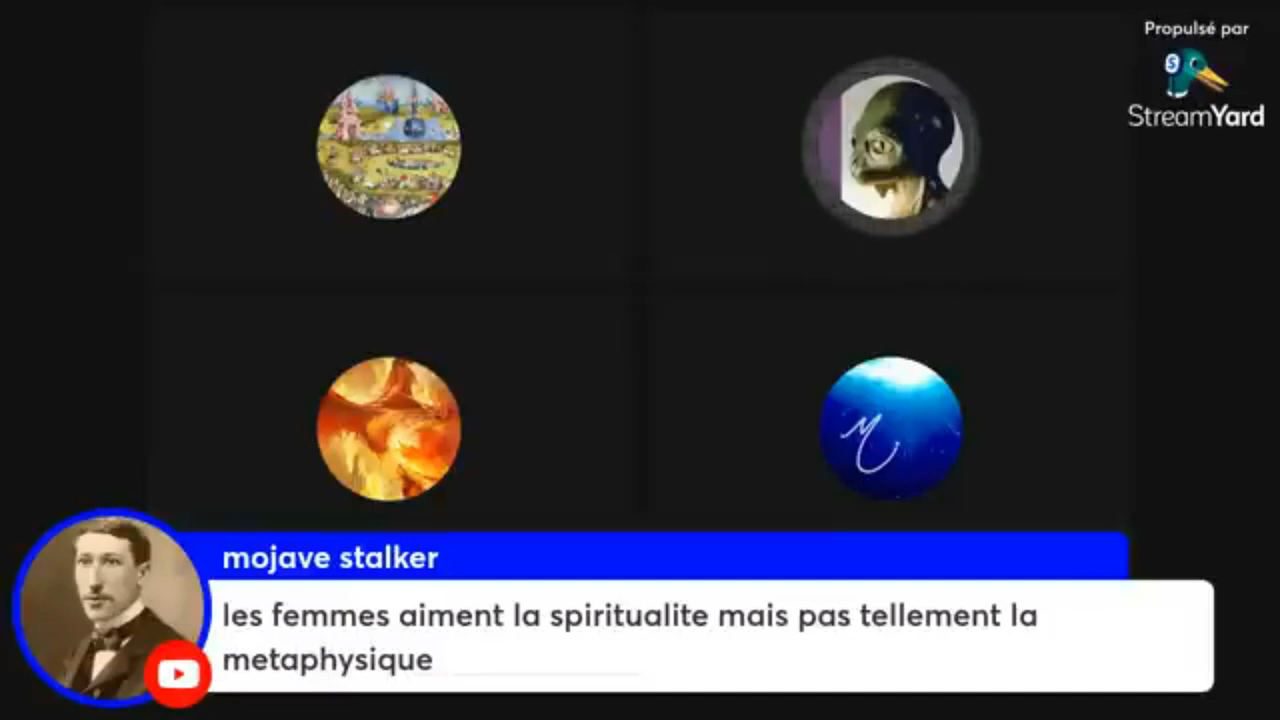 Propulsé par
StreamYard
mojave stalker
les femmes aiment la spiritualite mais pas tellement la
metaphysique